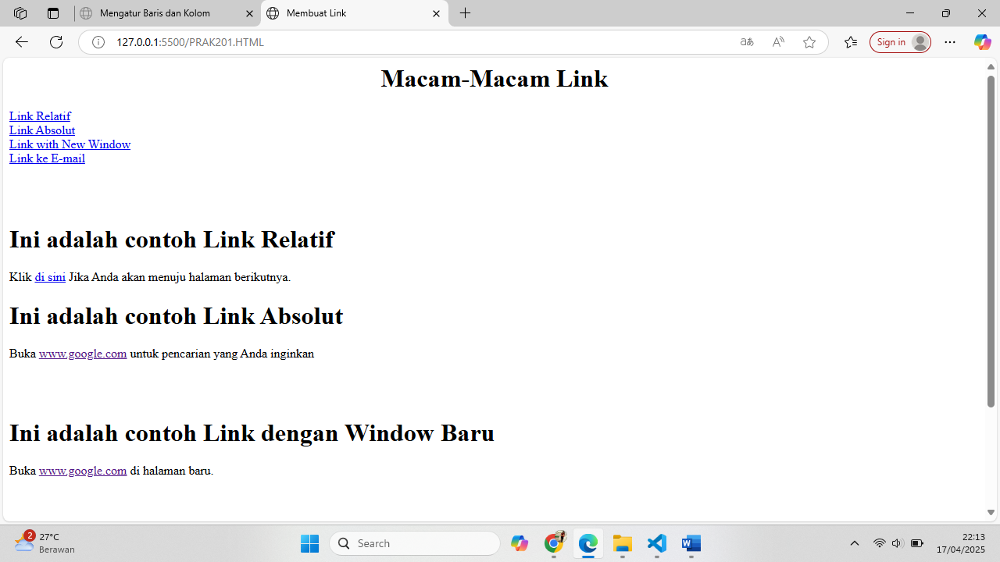 Mengatur Baris dan Kolom
Membuat Link
127.0.0.1:5500/PRAK201.HTML
Sign in
Macam-Macam Link
Link Relatif
Link Absolut
Link with New Window
Link ke E-mail
Ini adalah contoh Link Relatif
Klik di sini Jika Anda akan menuju halaman berikutnya.
Ini adalah contoh Link Absolut
Buka www.google.com untuk pencarian yang Anda inginkan
Ini adalah contoh Link dengan Window Baru
Buka www.google.com di halaman baru.
2
27°C
Berawan
Search
22:13
17/04/2025